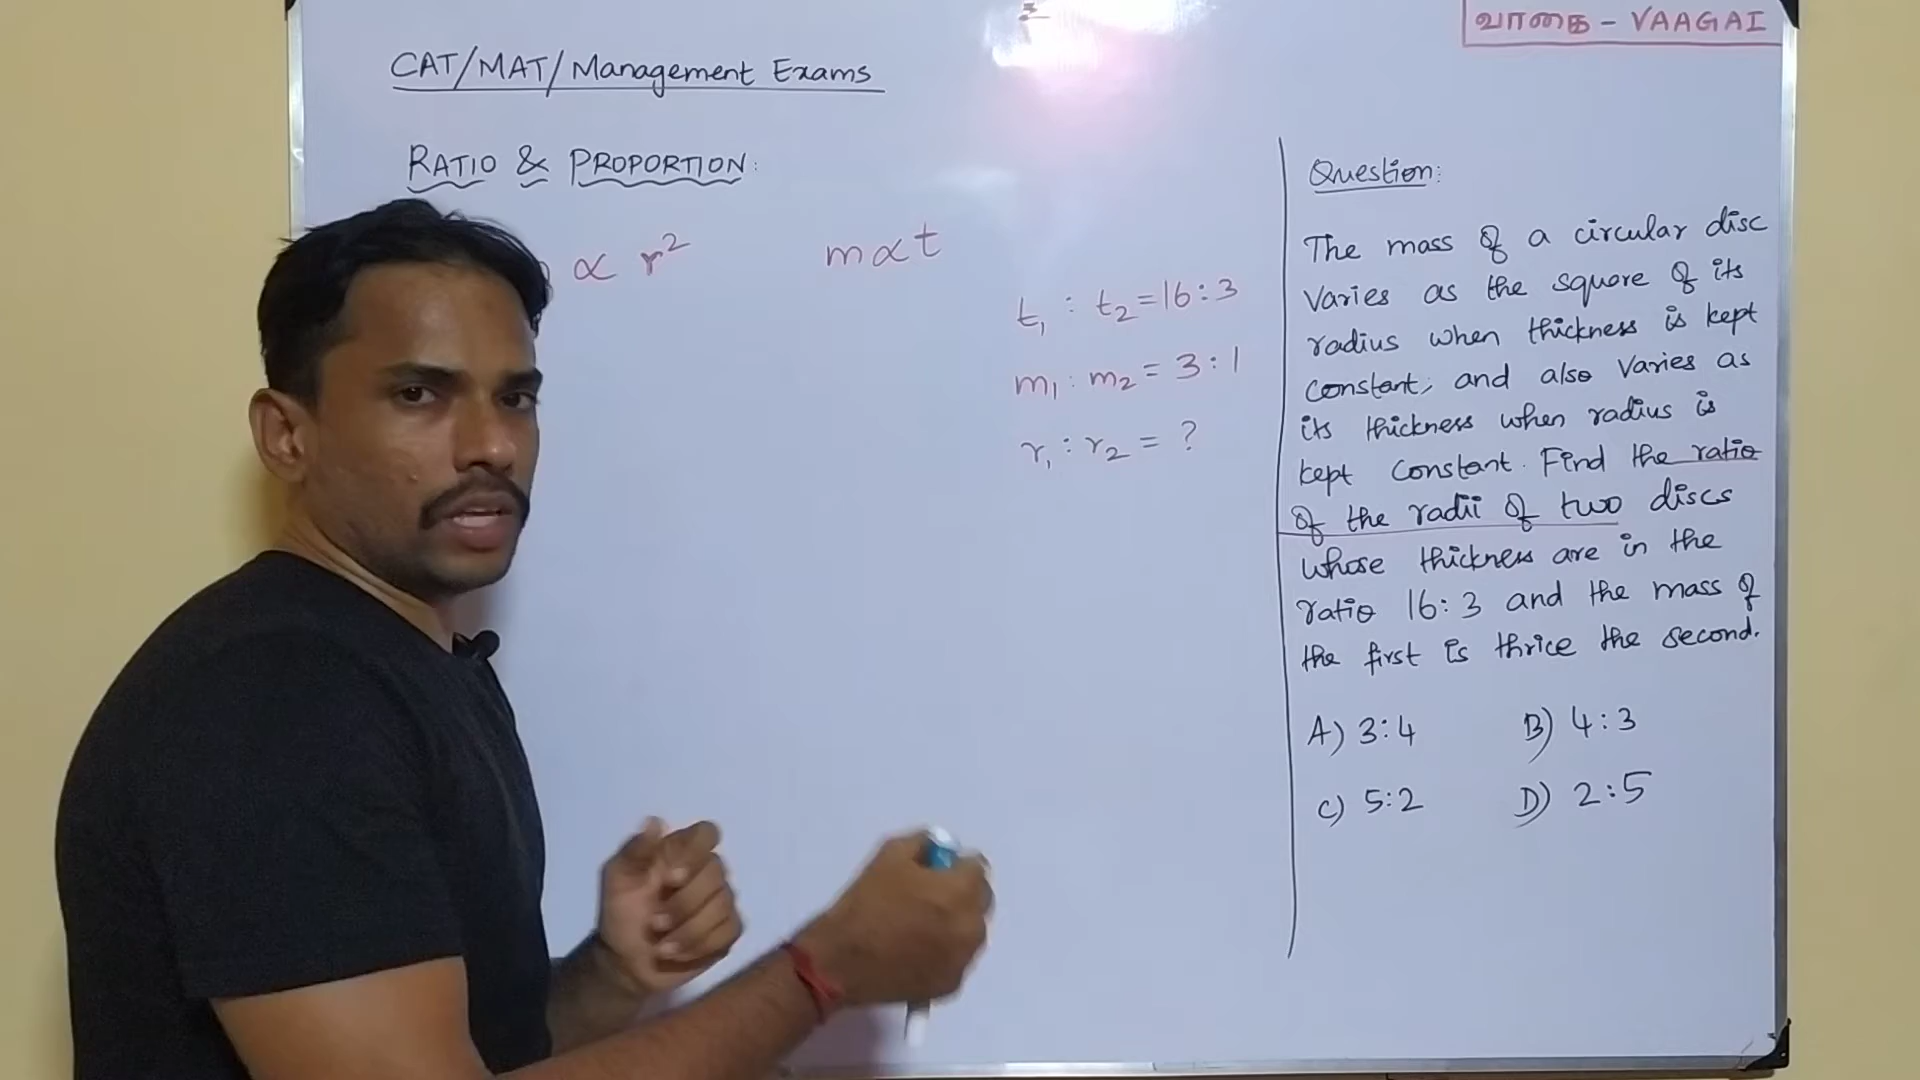 வாகை - VAAGAI
CAT/MAT/Management Exams
RATIO & PROPORTION:
∝ r²
m∝t
t₁ : t₂ = 16:3
m₁ : m₂ = 3:1
r₁ : r₂ = ?
Question:
The mass of a circular disc
varies as the square of its
radius when thickness is kept
constant, and also varies as
its thickness when radius is
kept constant. Find the ratio
of the radii of two discs
whose thickness are in the
ratio 16:3 and the mass of
the first is thrice the second.
A) 3:4 B) 4:3
C) 5:2 D) 2:5